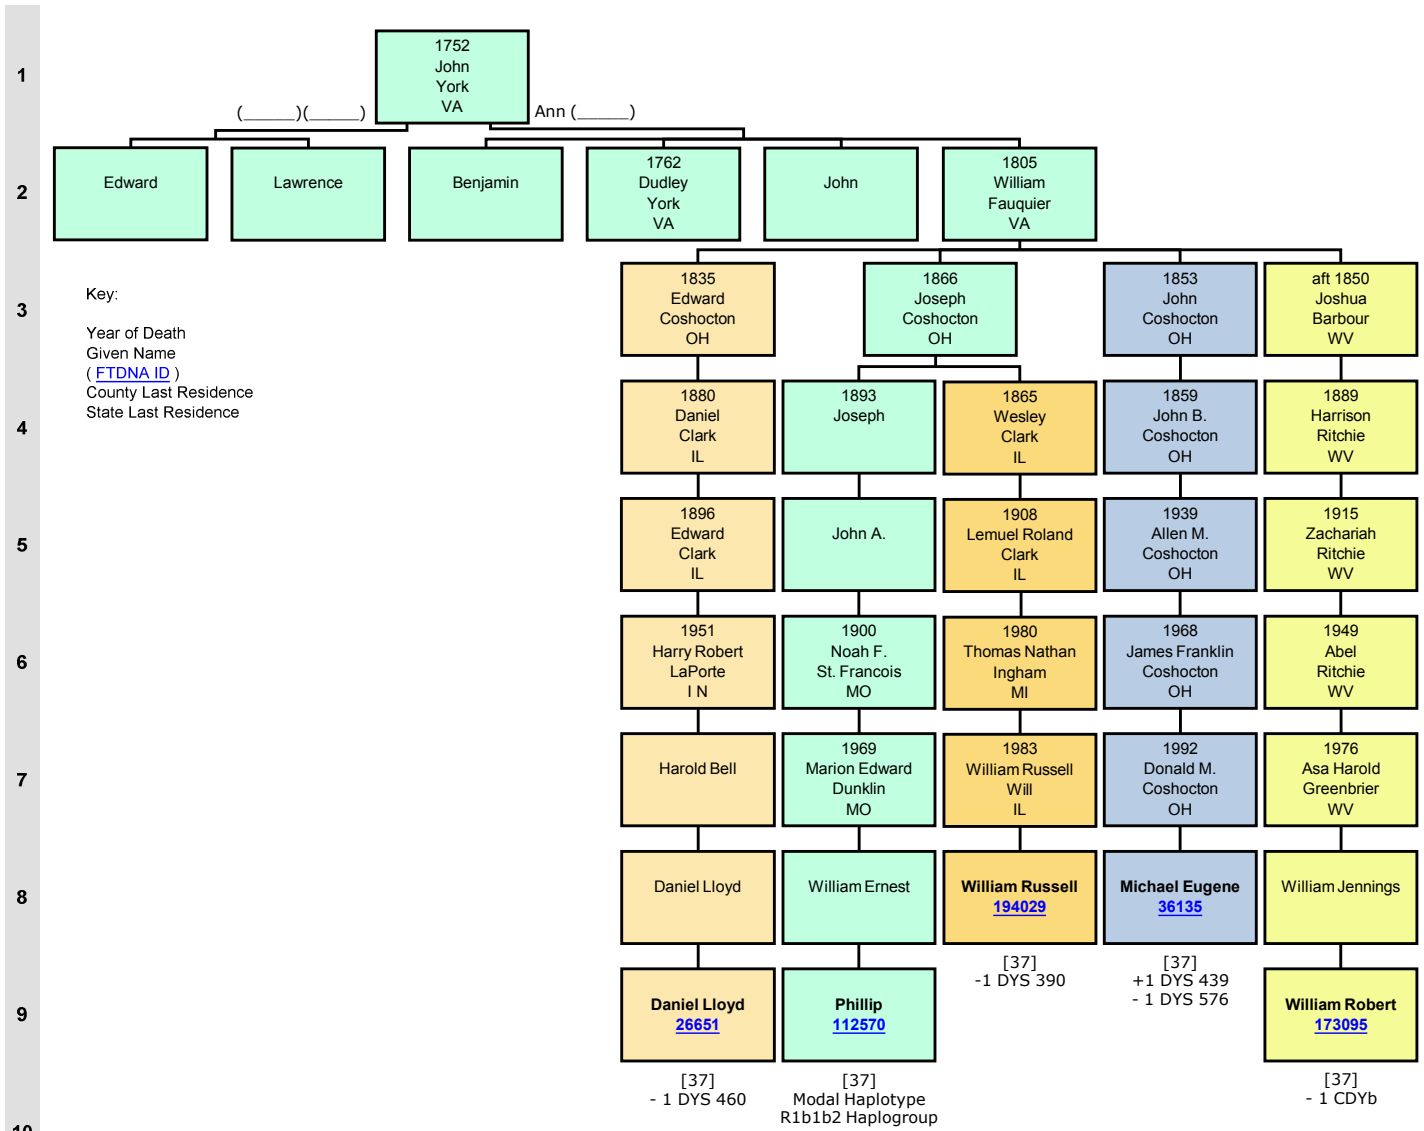 1
1752
John
York
VA
(_____)(_____)
Ann (_____)
2
Edward
Lawrence
Benjamin
1762
Dudley
York
VA
John
1805
William
Fauquier
VA
Key:
Year of Death
Given Name
( FTDNA ID )
County Last Residence
State Last Residence
3
1835
Edward
Coshocton
OH
1866
Joseph
Coshocton
OH
1853
John
Coshocton
OH
aft 1850
Joshua
Barbour
WV
4
1880
Daniel
Clark
IL
1893
Joseph
1865
Wesley
Clark
IL
1859
John B.
Coshocton
OH
1889
Harrison
Ritchie
WV
5
1896
Edward
Clark
IL
John A.
1908
Lemuel Roland
Clark
IL
1939
Allen M.
Coshocton
OH
1915
Zachariah
Ritchie
WV
6
1951
Harry Robert
LaPorte
I N
1900
Noah F.
St. Francois
MO
1980
Thomas Nathan
Ingham
MI
1968
James Franklin
Coshocton
OH
1949
Abel
Ritchie
WV
7
Harold Bell
1969
Marion Edward
Dunklin
MO
1983
William Russell
Will
IL
1992
Donald M.
Coshocton
OH
1976
Asa Harold
Greenbrier
WV
8
Daniel Lloyd
William Ernest
William Russell
194029
[37]
-1 DYS 390
Michael Eugene
36135
[37]
+1 DYS 439
- 1 DYS 576
William Jennings
9
Daniel Lloyd
26651
[37]
- 1 DYS 460
Phillip
112570
[37]
Modal Haplotype
R1b1b2 Haplogroup
William Robert
173095
[37]
- 1 CDYb
10